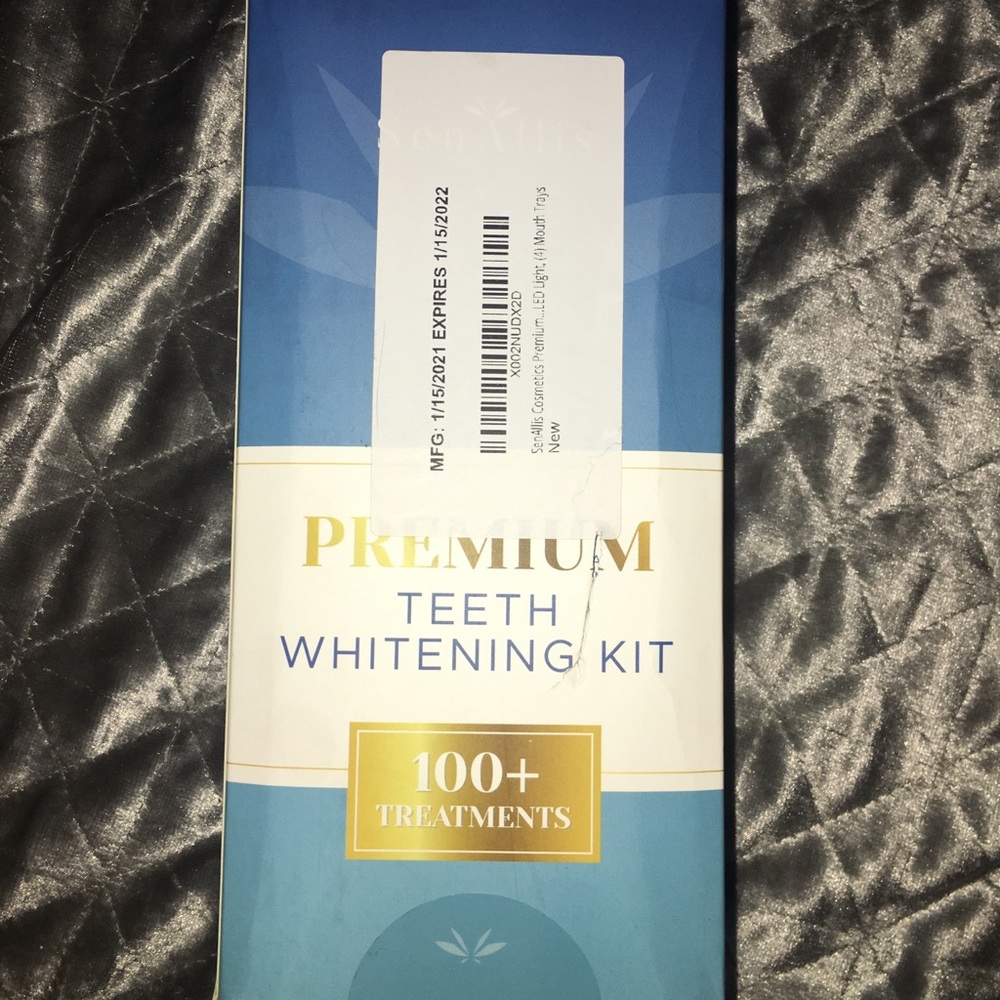 SenAllis
MFG: 1/15/2021 EXPIRES 1/15/2022
X002NUDX2D
SenAllis Cosmetics Premium...LED Light, (4) Mouth Trays
New
PREMIUM
TEETH
WHITENING KIT
100+
TREATMENTS